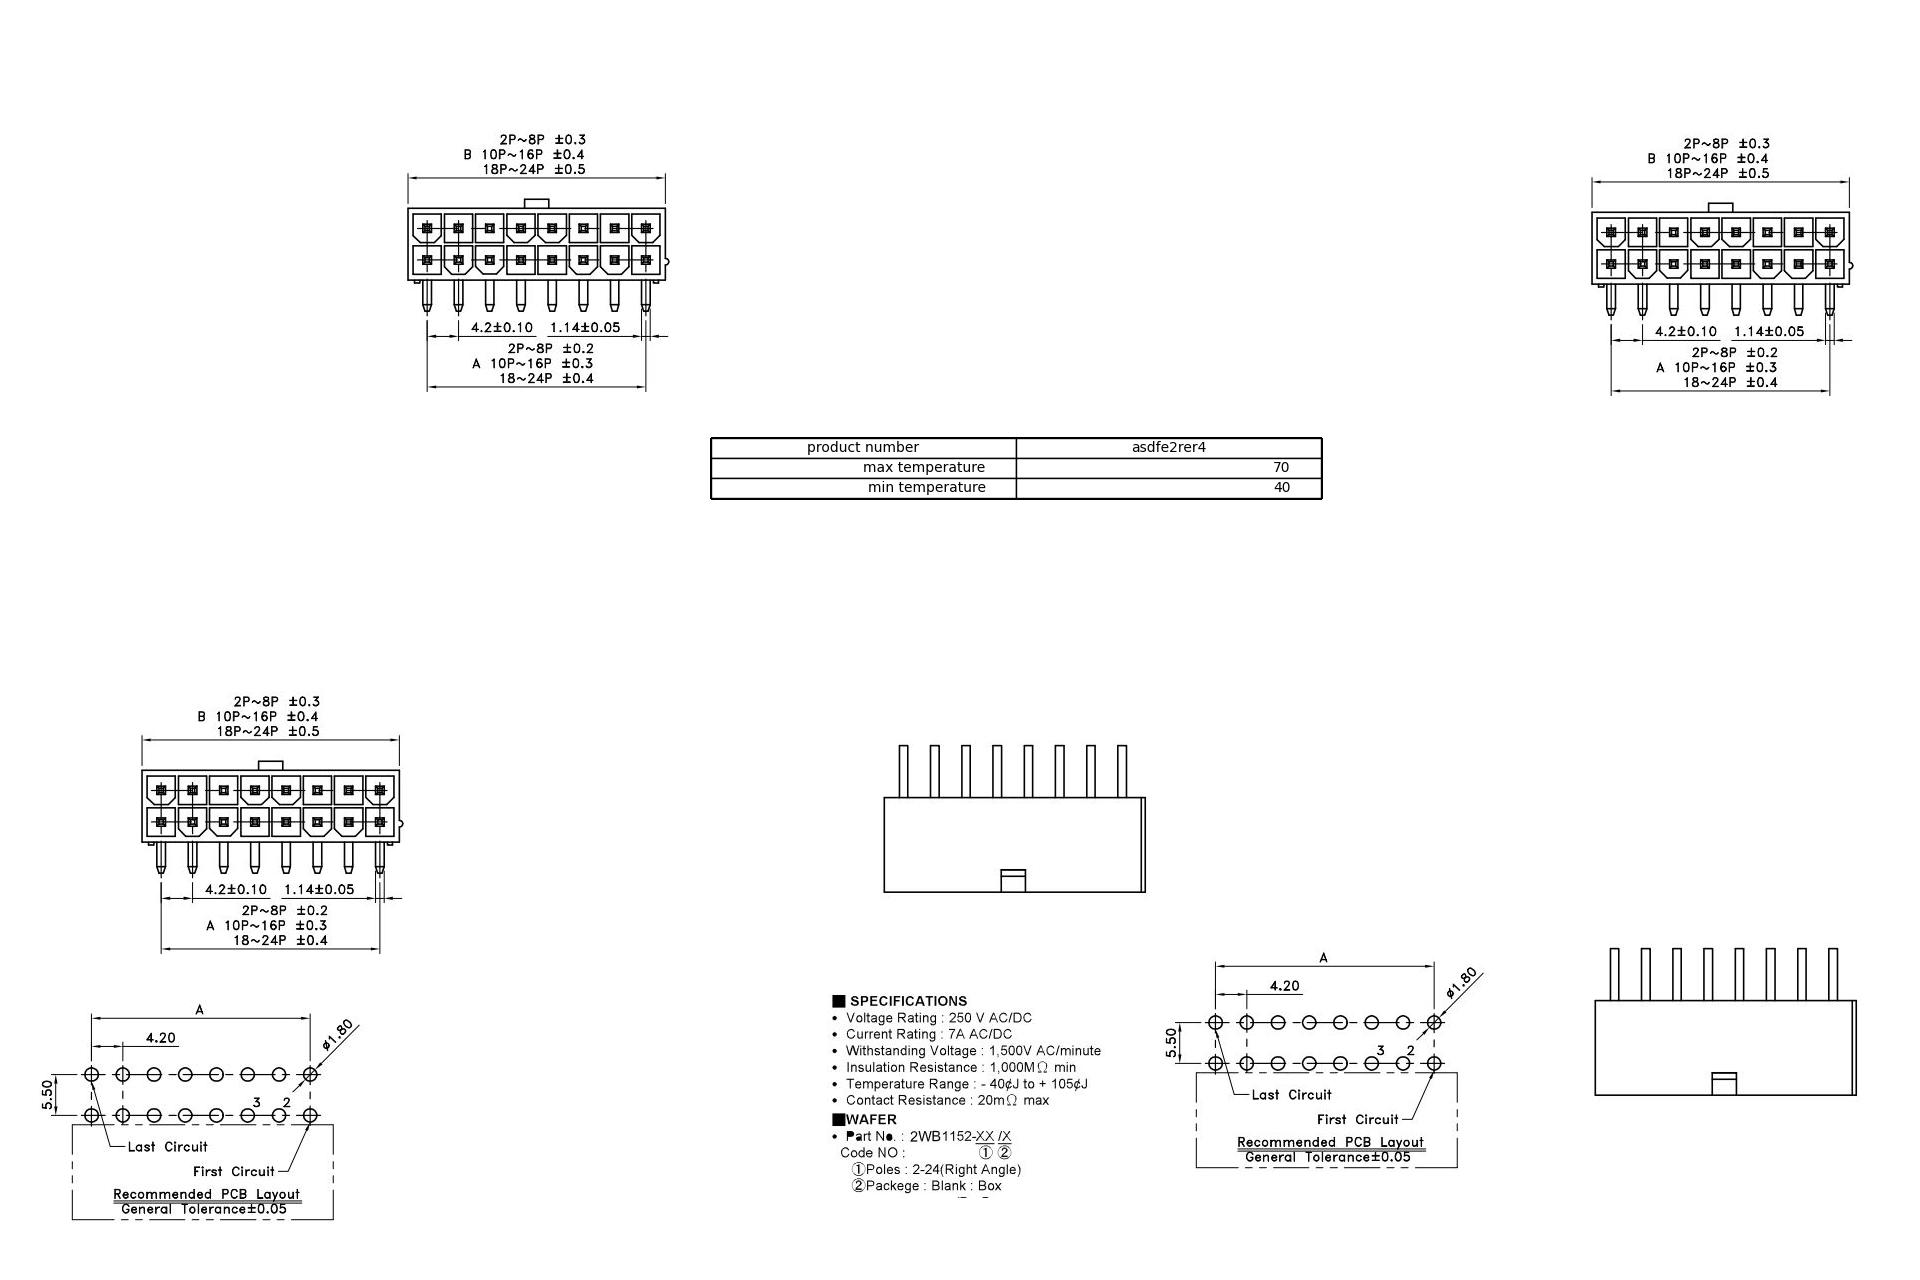 2P~8P ±0.3
B 10P~16P ±0.4
18P~24P ±0.5
4.2±0.10 1.14±0.05
2P~8P ±0.2
A 10P~16P ±0.3
18~24P ±0.4
2P~8P ±0.3
B 10P~16P ±0.4
18P~24P ±0.5
4.2±0.10 1.14±0.05
2P~8P ±0.2
A 10P~16P ±0.3
18~24P ±0.4
product number asdfe2rer4
max temperature 70
min temperature 40
2P~8P ±0.3
B 10P~16P ±0.4
18P~24P ±0.5
4.2±0.10 1.14±0.05
2P~8P ±0.2
A 10P~16P ±0.3
18~24P ±0.4
A
4.20
ø1.80
5.50
3 2
Last Circuit
First Circuit
Recommended PCB Layout
General Tolerance±0.05
■ SPECIFICATIONS
• Voltage Rating : 250 V AC/DC
• Current Rating : 7A AC/DC
• Withstanding Voltage : 1,500V AC/minute
• Insulation Resistance : 1,000MΩ min
• Temperature Range : - 40¢J to + 105¢J
• Contact Resistance : 20mΩ max
■WAFER
• Part No. : 2WB1152-XX /X
Code NO : ① ②
①Poles : 2-24(Right Angle)
②Packege : Blank : Box
A
4.20
ø1.80
5.50
3 2
Last Circuit
First Circuit
Recommended PCB Layout
General Tolerance±0.05